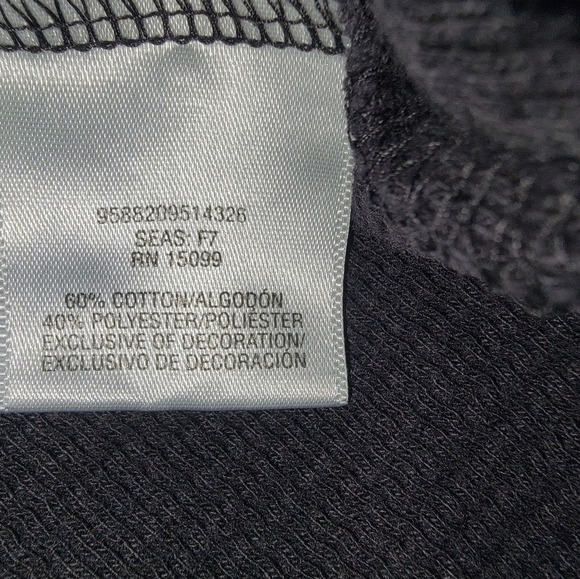 9588209514326
SEAS: F7
RN 15099
60% COTTON/ALGODÓN
40% POLYESTER/POLIÉSTER
EXCLUSIVE OF DECORATION/
EXCLUSIVO DE DECORACIÓN